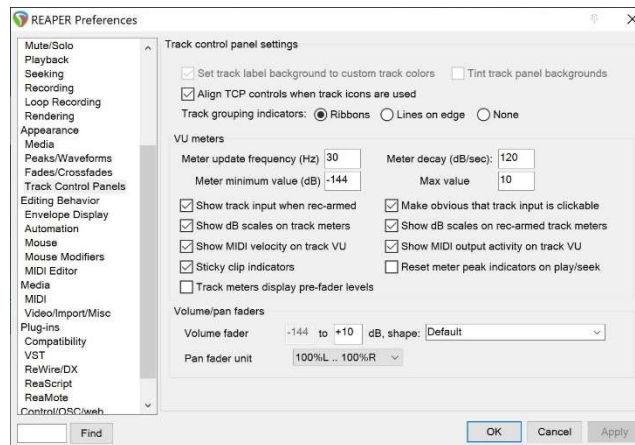 REAPER Preferences
Mute/Solo
Playback
Seeking
Recording
Loop Recording
Rendering
Appearance
Media
Peaks/Waveforms
Fades/Crossfades
Track Control Panels
Editing Behavior
Envelope Display
Automation
Mouse
Mouse Modifiers
MIDI Editor
Media
MIDI
Video/Import/Misc
Plug-ins
Compatibility
VST
ReWire/DX
ReaScript
ReaMote
Control/OSC/web
Find
Track control panel settings
Set track label background to custom track colors Tint track panel backgrounds
Align TCP controls when track icons are used
Track grouping indicators: Ribbons Lines on edge None
VU meters
Meter update frequency (Hz) 30 Meter decay (dB/sec): 120
Meter minimum value (dB) -144 Max value 10
Show track input when rec-armed Make obvious that track input is clickable
Show dB scales on track meters Show dB scales on rec-armed track meters
Show MIDI velocity on track VU Show MIDI output activity on track VU
Sticky clip indicators Reset meter peak indicators on play/seek
Track meters display pre-fader levels
Volume/pan faders
Volume fader -144 to +10 dB, shape: Default
Pan fader unit 100%L .. 100%R
OK Cancel Apply